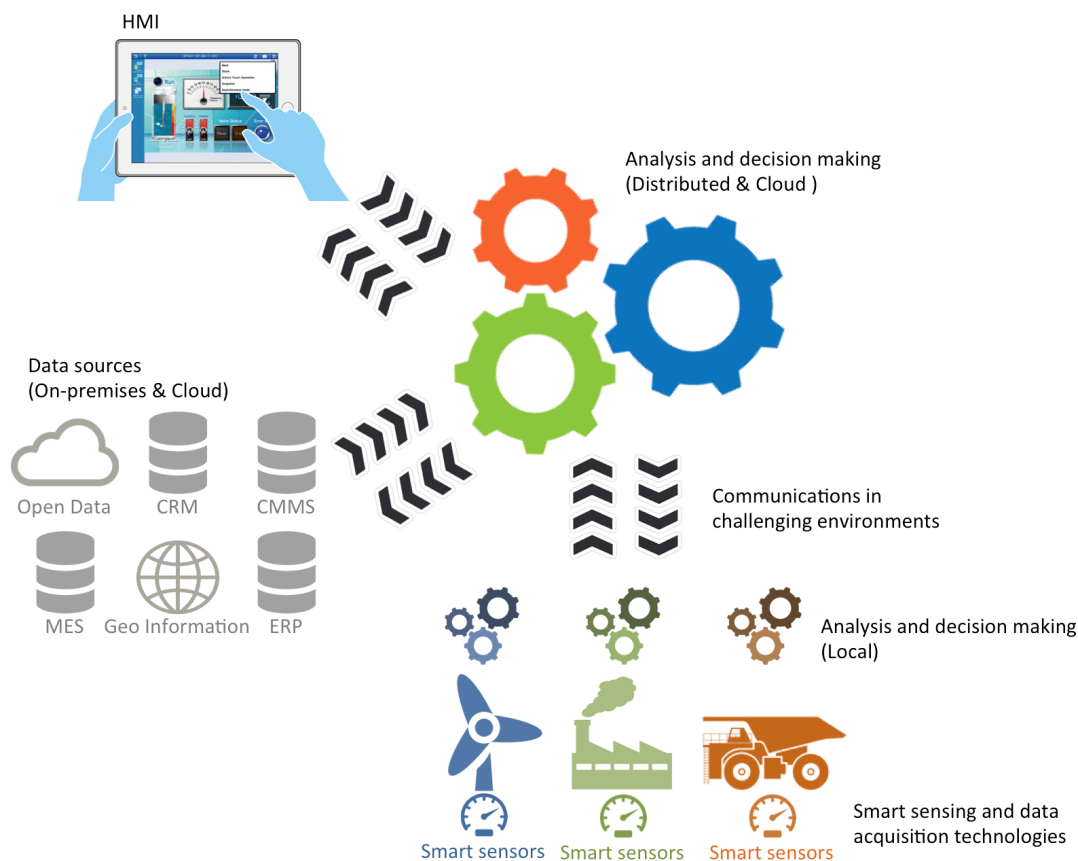 HMI
Run
Analysis and decision making
(Distributed & Cloud )
Data sources
(On-premises & Cloud)
Open Data
CRM
CMMS
MES
Geo Information
ERP
Communications in
challenging environments
Analysis and decision making
(Local)
Smart sensing and data
acquisition technologies
Smart sensors
Smart sensors
Smart sensors